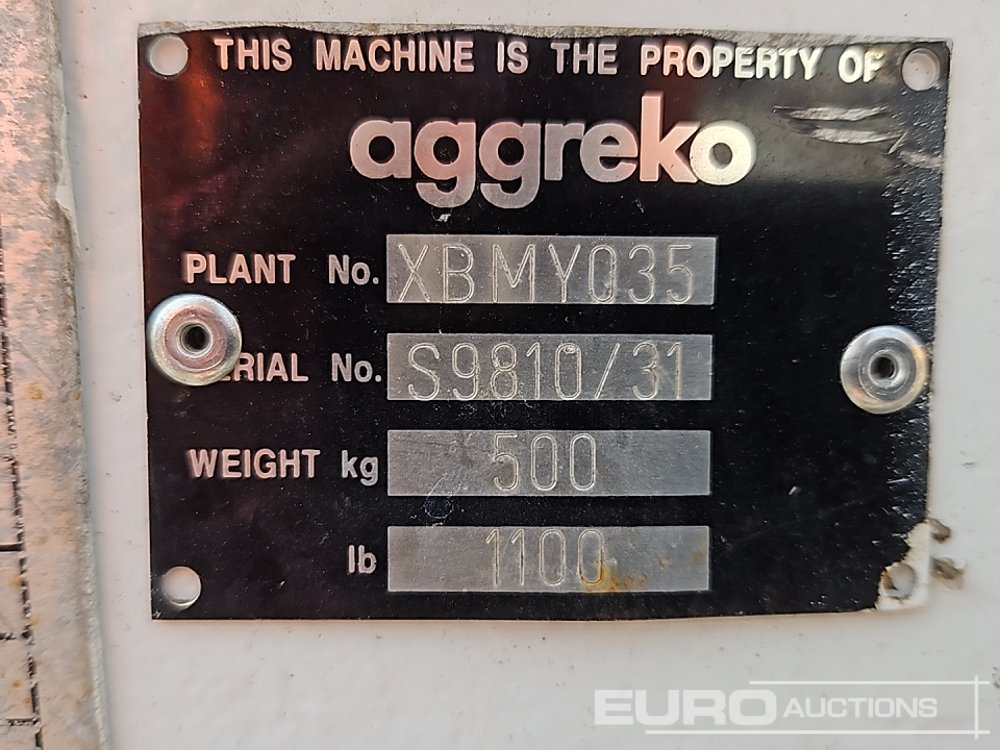 THIS MACHINE IS THE PROPERTY OF
aggreko
PLANT No. XBMY035
ERIAL No. S9810/31
WEIGHT kg 500
lb 1100
EURO AUCTIONS